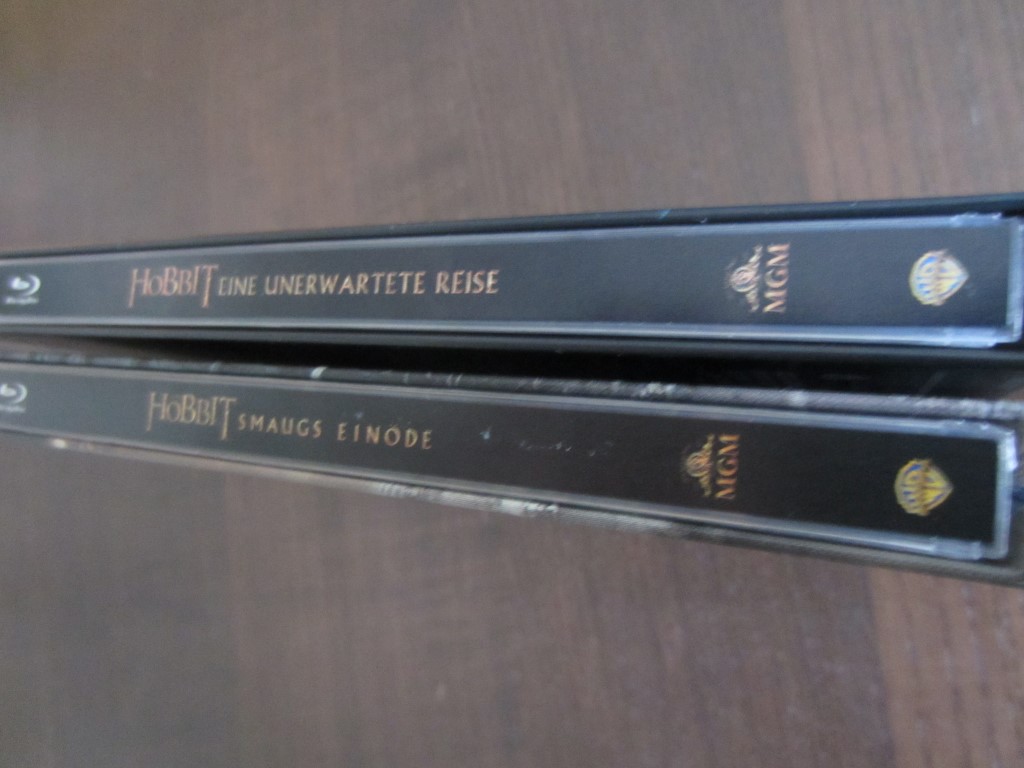 HOBBIT EINE UNERWARTETE REISE MGM
HOBBIT SMAUGS EINÖDE MGM